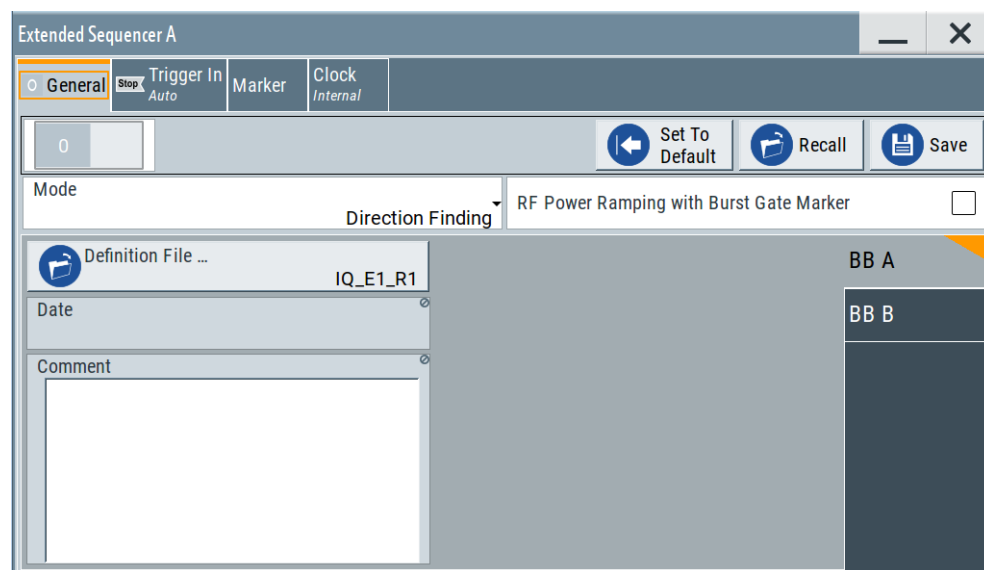 Extended Sequencer A
General
Stop
Trigger In
Auto
Marker
Clock
Internal
0
Set To
Default
Recall
Save
Mode
Direction Finding
RF Power Ramping with Burst Gate Marker
Definition File ...
IQ_E1_R1
BB A
Date
BB B
Comment